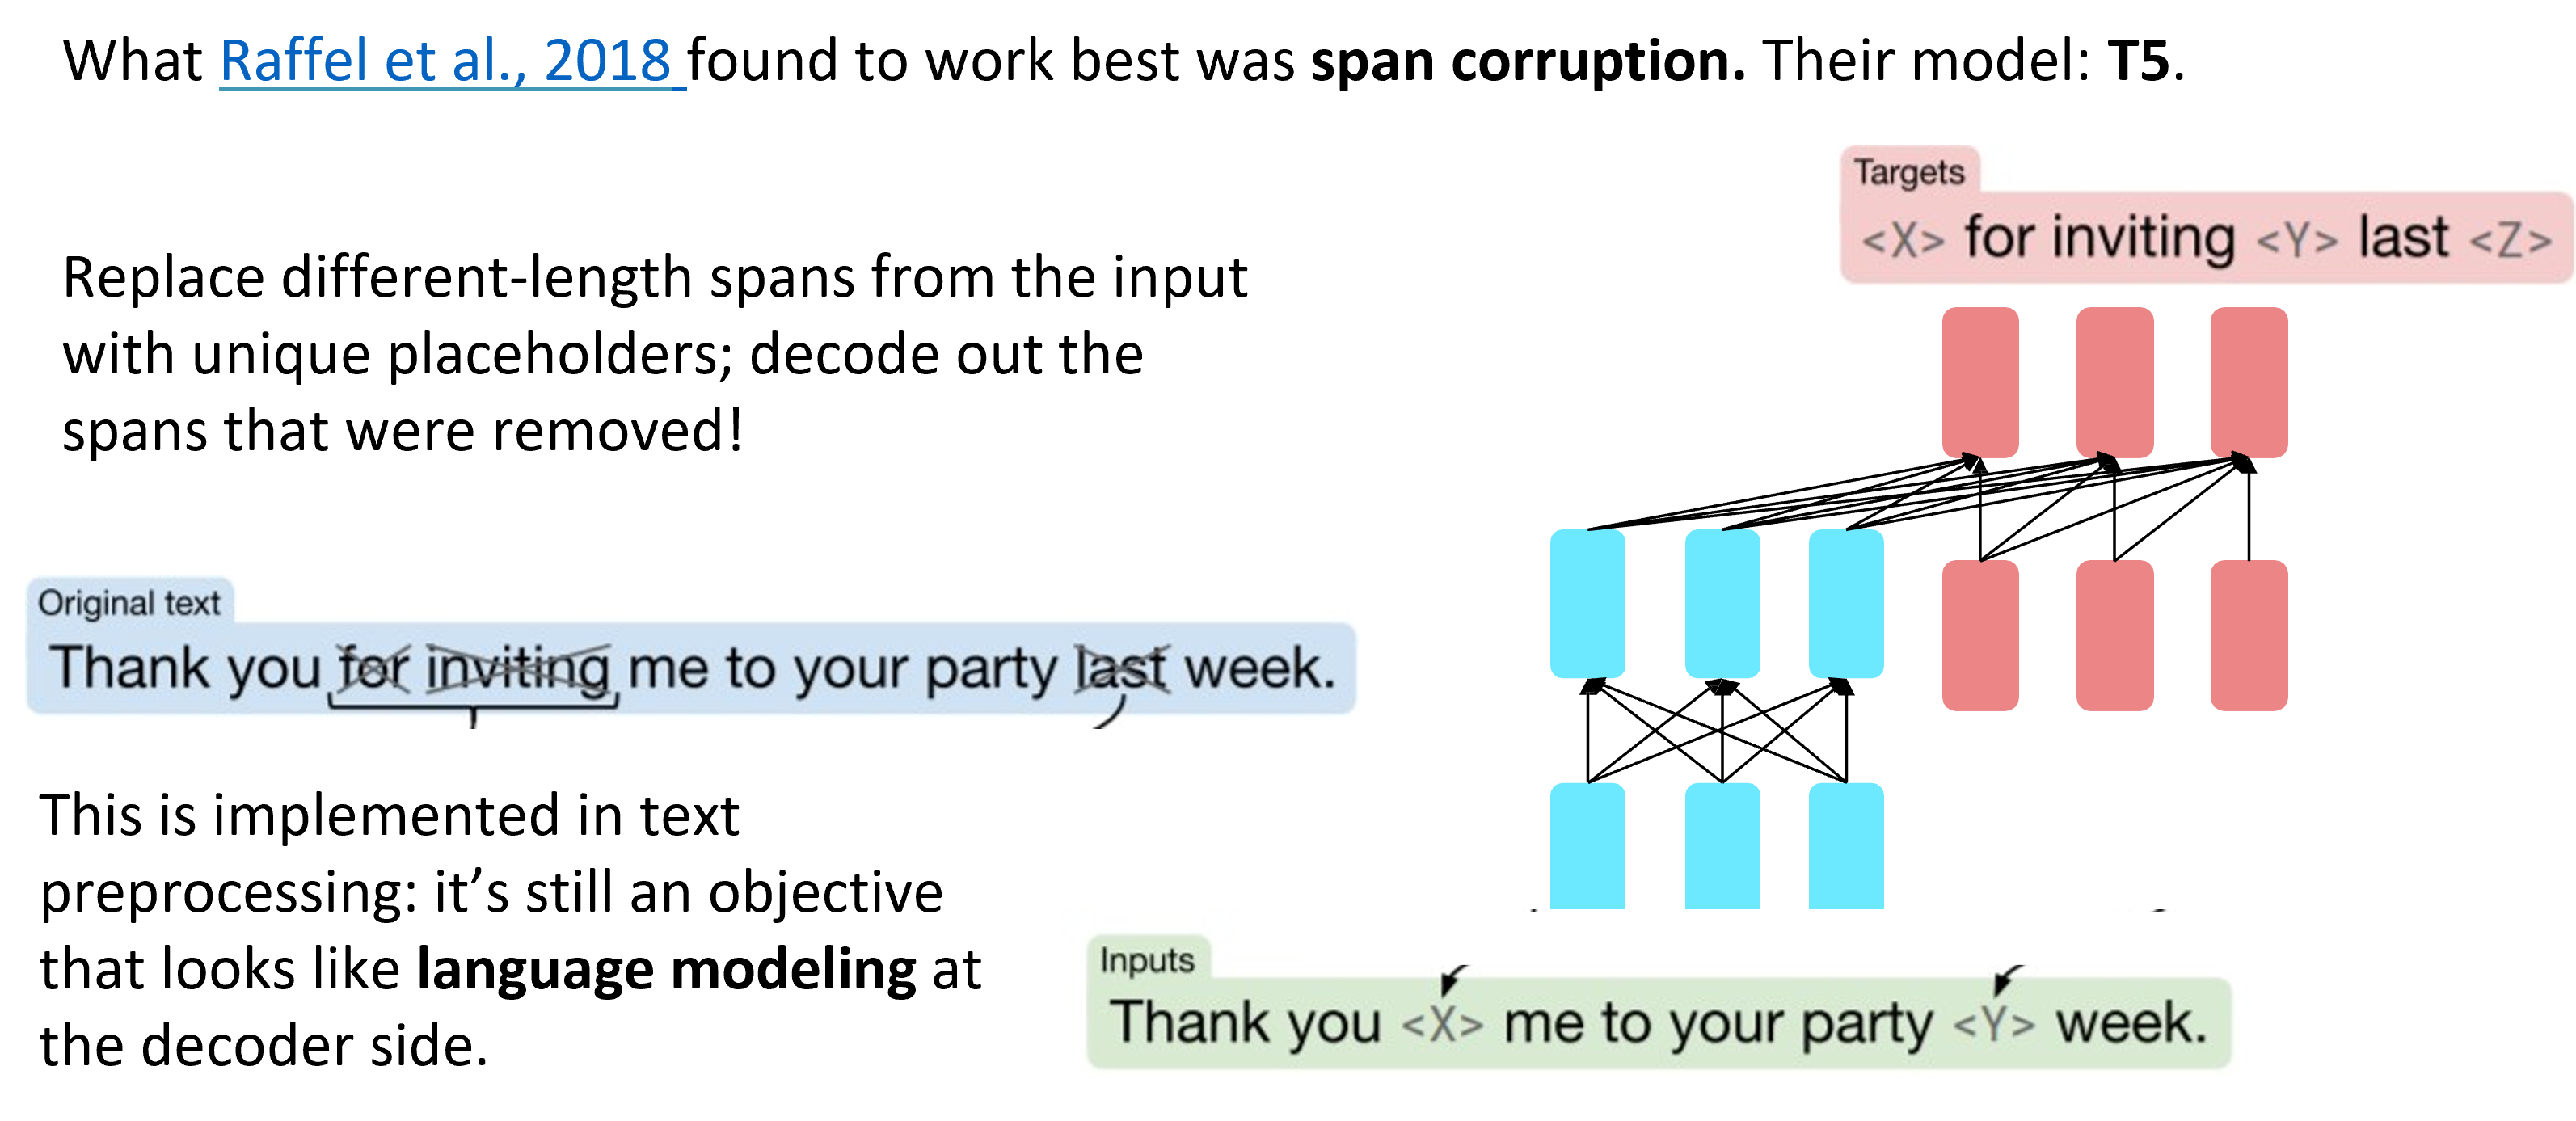 What Raffel et al., 2018 found to work best was span corruption. Their model: T5.
Targets
<X> for inviting <Y> last <Z>
Replace different-length spans from the input
with unique placeholders; decode out the
spans that were removed!
Original text
Thank you for inviting me to your party last week.
This is implemented in text
preprocessing: it’s still an objective
that looks like language modeling at
the decoder side.
Inputs
Thank you <X> me to your party <Y> week.